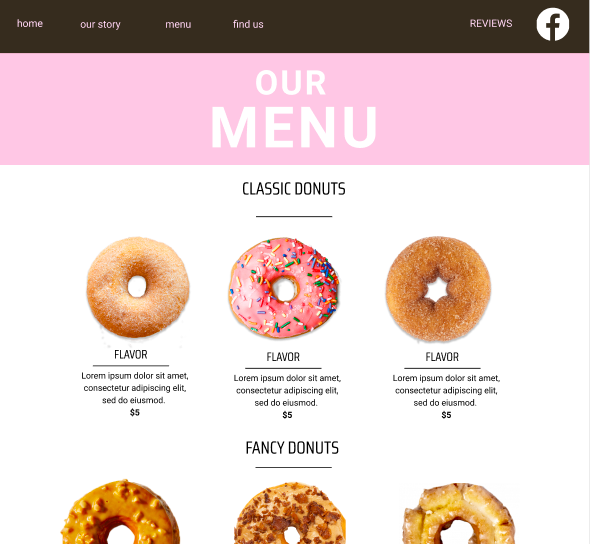 home
our story
menu
find us
REVIEWS
OUR
MENU
CLASSIC DONUTS
FLAVOR
Lorem ipsum dolor sit amet,
consectetur adipiscing elit,
sed do eiusmod.
$5
FLAVOR
Lorem ipsum dolor sit amet,
consectetur adipiscing elit,
sed do eiusmod.
$5
FLAVOR
Lorem ipsum dolor sit amet,
consectetur adipiscing elit,
sed do eiusmod.
$5
FANCY DONUTS